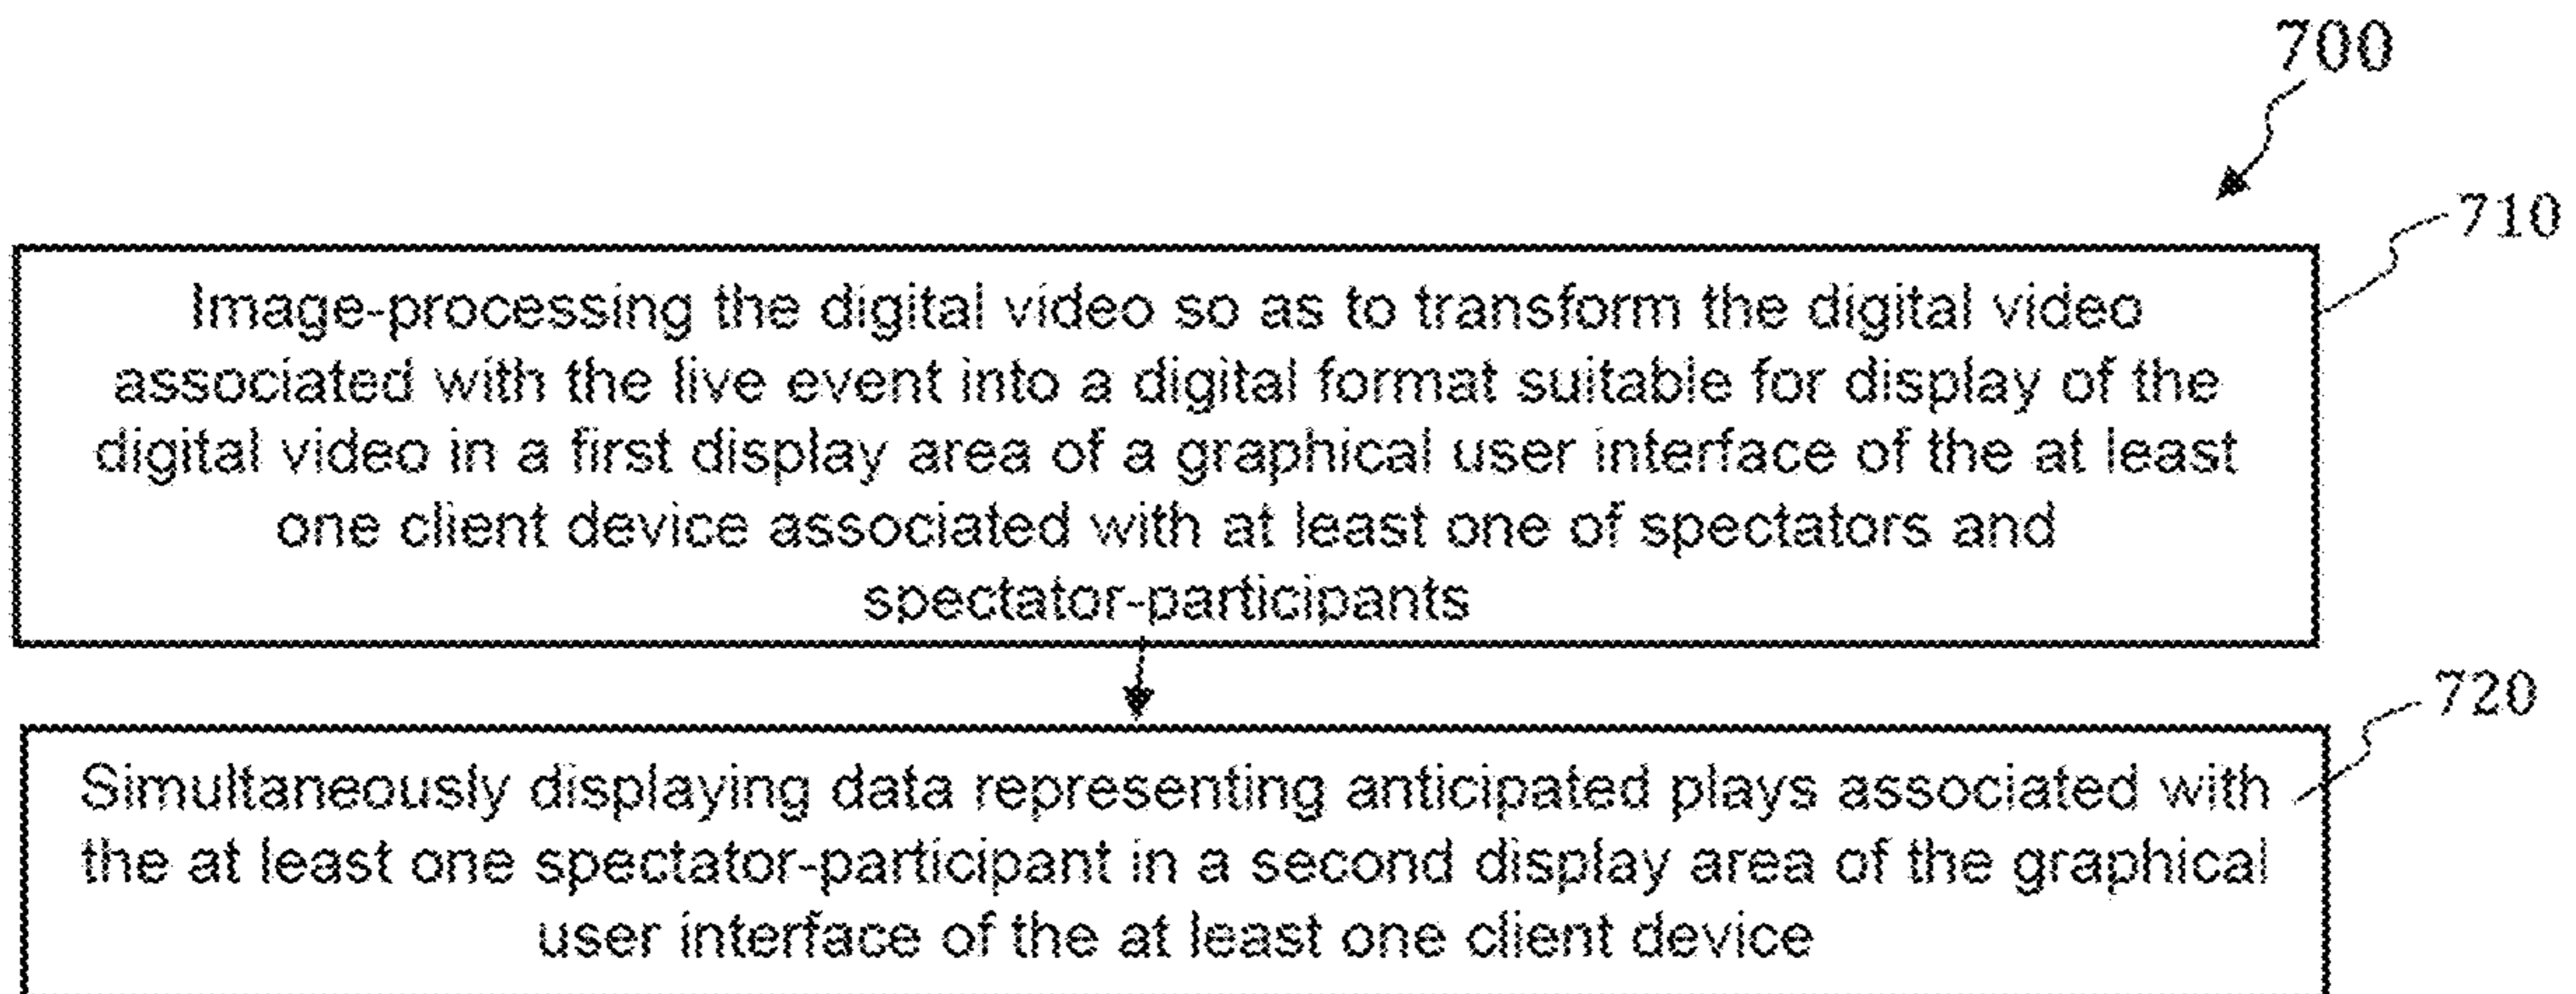 700
710
Image-processing the digital video so as to transform the digital video
associated with the live event into a digital format suitable for display of the
digital video in a first display area of a graphical user interface of the at least
one client device associated with at least one of spectators and
spectator-participants
720
Simultaneously displaying data representing anticipated plays associated with
the at least one spectator-participant in a second display area of the graphical
user interface of the at least one client device